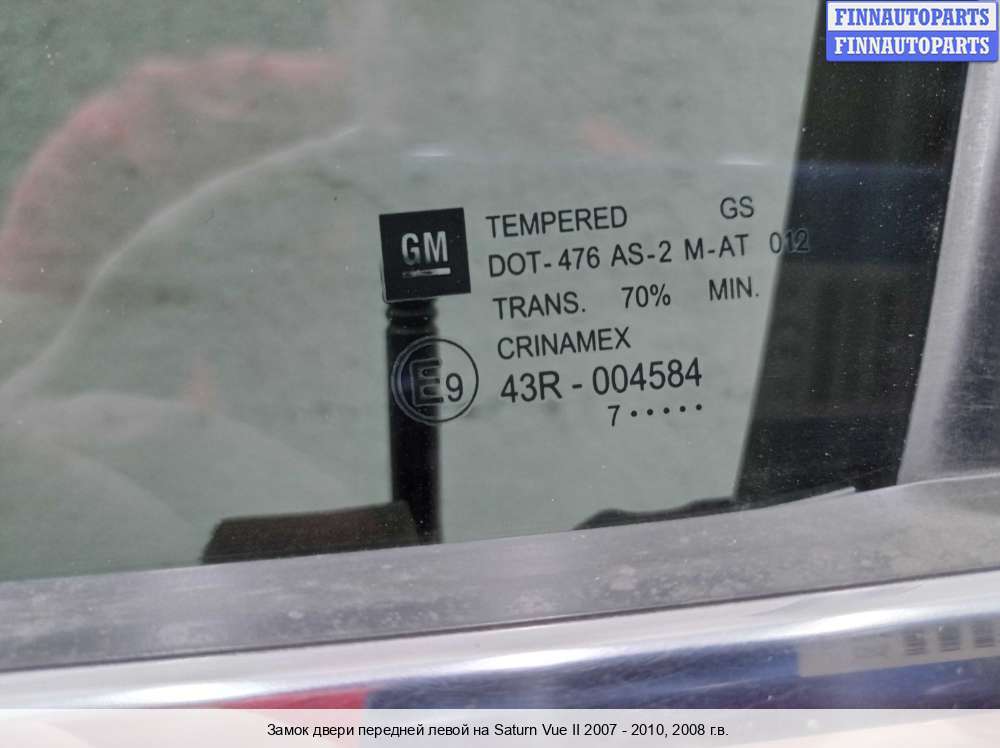 FINNAUTOPARTS
FINNAUTOPARTS
GM
TEMPERED GS
DOT-476 AS-2 M-AT 012
TRANS. 70% MIN.
CRINAMEX
E9 43R-004584
7•••••
Замок двери передней левой на Saturn Vue II 2007 - 2010, 2008 г.в.